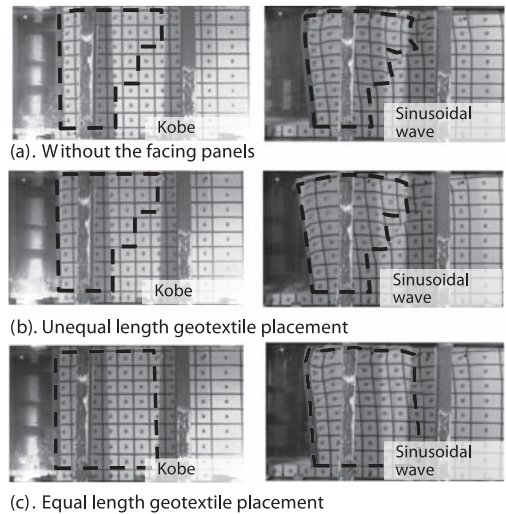 Kobe
Sinusoidal
wave
(a). Without the facing panels
Kobe
Sinusoidal
wave
(b). Unequal length geotextile placement
Kobe
Sinusoidal
wave
(c). Equal length geotextile placement